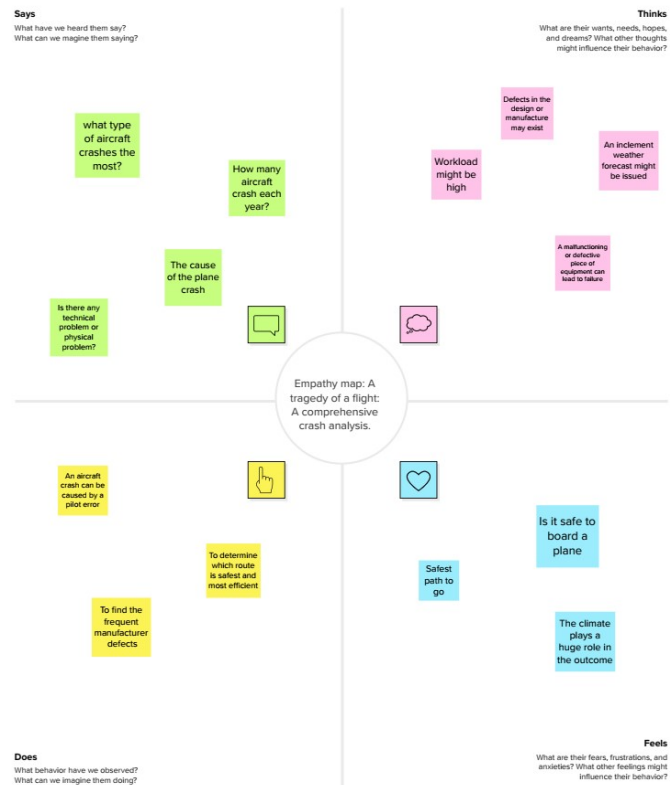 Says
What have we heard them say?
What can we magine them saying?
Thinks
What are their wants, needs, hopes,
and dreams? What other thoughts
might influence their behavior?
what type
of aircraft
crashes the
most?
How many
aircraft
crash each
year?
The cause
of the plane
crash
Is there any
technical
problem or
physical
problem?
Defects in the
design or
manufacture
may exist
Workload
might be
high
An inclement
weather
forecast might
be issued
A malfunctioning
or defective
piece of
equipment can
lead to failure
Empathy map: A
tragedy of a flight:
A comprehensive
crash analysis.
An aircraft
crash can be
caused by a
pilot error
To determine
which route
is safest and
most efficient
To find the
frequent
manufacturer
defects
Is it safe to
board a
plane
Safest
path to
go
The climate
plays a
huge role in
the outcome
Does
What behavior have we observed?
What can we imagine them doing?
Feels
What are their fears, frustrations, and
anxieties? What other feelings might
influence their behavior?